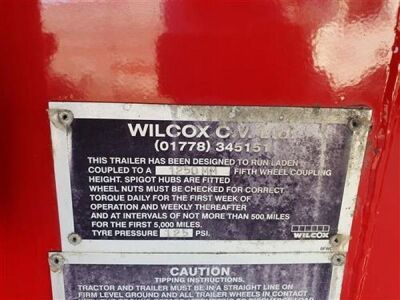 WILCOX C.V. Ltd.
(01778) 345151
THIS TRAILER HAS BEEN DESIGNED TO RUN LADEN
COUPLED TO A 1250MM FIFTH WHEEL COUPLING
HEIGHT. SPIGOT HUBS ARE FITTED
WHEEL NUTS MUST BE CHECKED FOR CORRECT
TORQUE DAILY FOR THE FIRST WEEK OF
OPERATION AND WEEKLY THEREAFTER
AND AT INTERVALS OF NOT MORE THAN 500 MILES
FOR THE FIRST 5,000 MILES.
TYRE PRESSURE 125 PSI.
WILCOX
CAUTION
TIPPING INSTRUCTIONS.
TRACTOR AND TRAILER MUST BE IN A STRAIGHT LINE ON
FIRM LEVEL GROUND AND ALL TRAILER WHEELS IN CONTACT